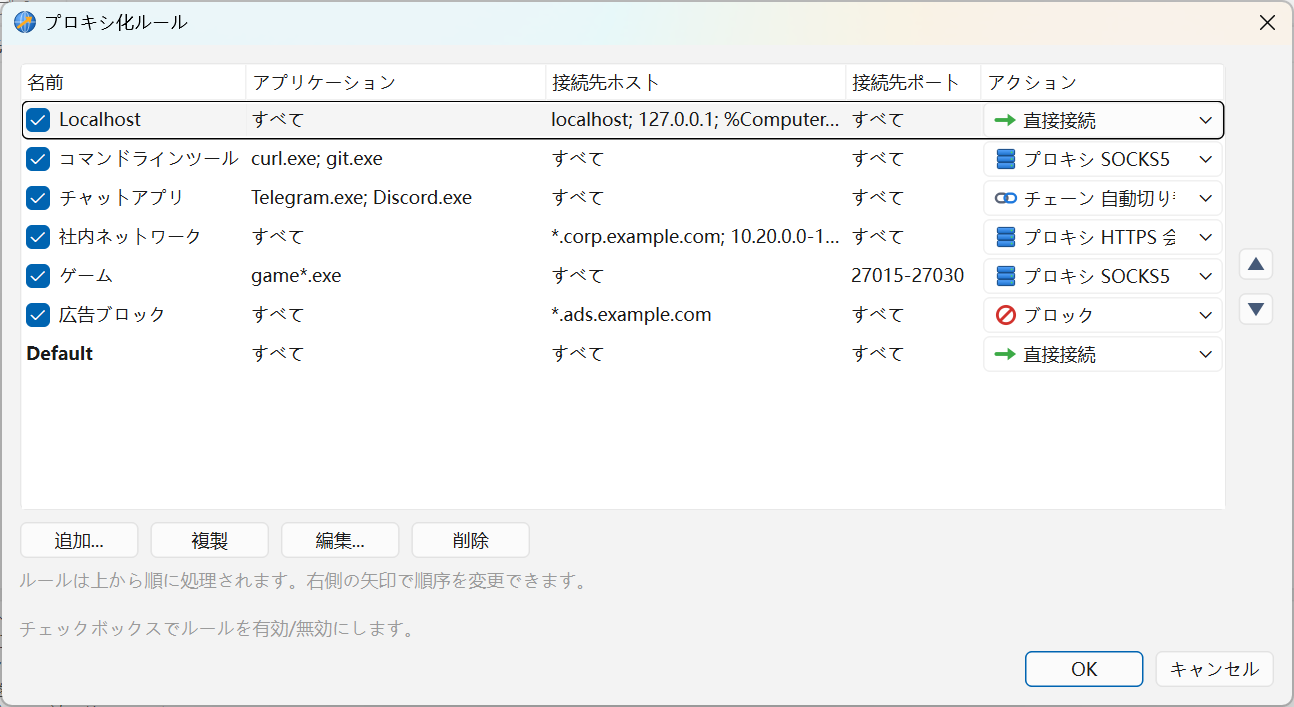 プロキシ化ルール
名前 アプリケーション 接続先ホスト 接続先ポート アクション
Localhost すべて localhost; 127.0.0.1; %Computer... すべて 直接接続
コマンドラインツール curl.exe; git.exe すべて すべて プロキシ SOCKS5
チャットアプリ Telegram.exe; Discord.exe すべて すべて チェーン 自動切り
社内ネットワーク すべて *.corp.example.com; 10.20.0.0-1... すべて プロキシ HTTPS
ゲーム game*.exe すべて 27015-27030 プロキシ SOCKS5
広告ブロック すべて *.ads.example.com すべて ブロック
Default すべて すべて すべて 直接接続
追加... 複製 編集... 削除
ルールは上から順に処理されます。右側の矢印で順序を変更できます。
チェックボックスでルールを有効/無効にします。
OK キャンセル